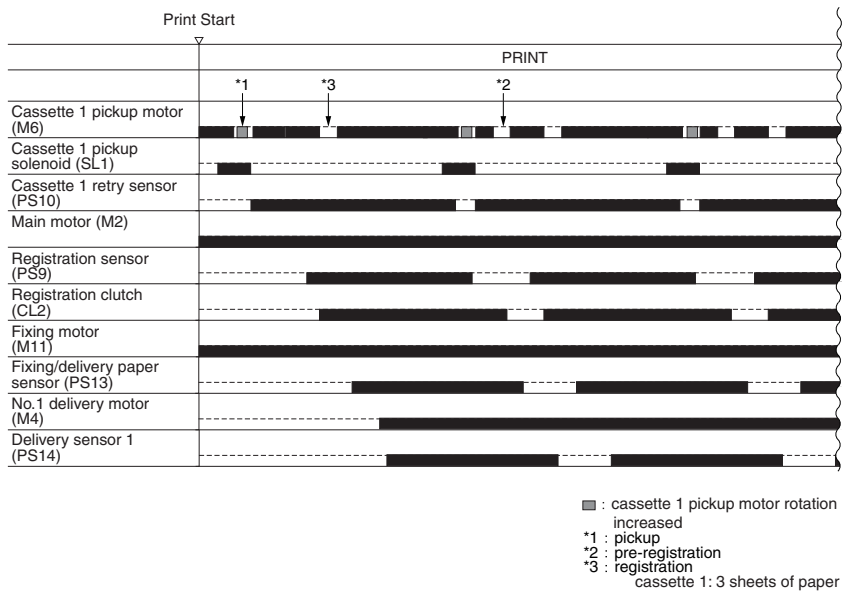 Print Start
PRINT
*1 *3 *2
Cassette 1 pickup motor
(M6)
Cassette 1 pickup
solenoid (SL1)
Cassette 1 retry sensor
(PS10)
Main motor (M2)
Registration sensor
(PS9)
Registration clutch
(CL2)
Fixing motor
(M11)
Fixing/delivery paper
sensor (PS13)
No.1 delivery motor
(M4)
Delivery sensor 1
(PS14)
: cassette 1 pickup motor rotation
increased
*1 : pickup
*2 : pre-registration
*3 : registration
cassette 1: 3 sheets of paper